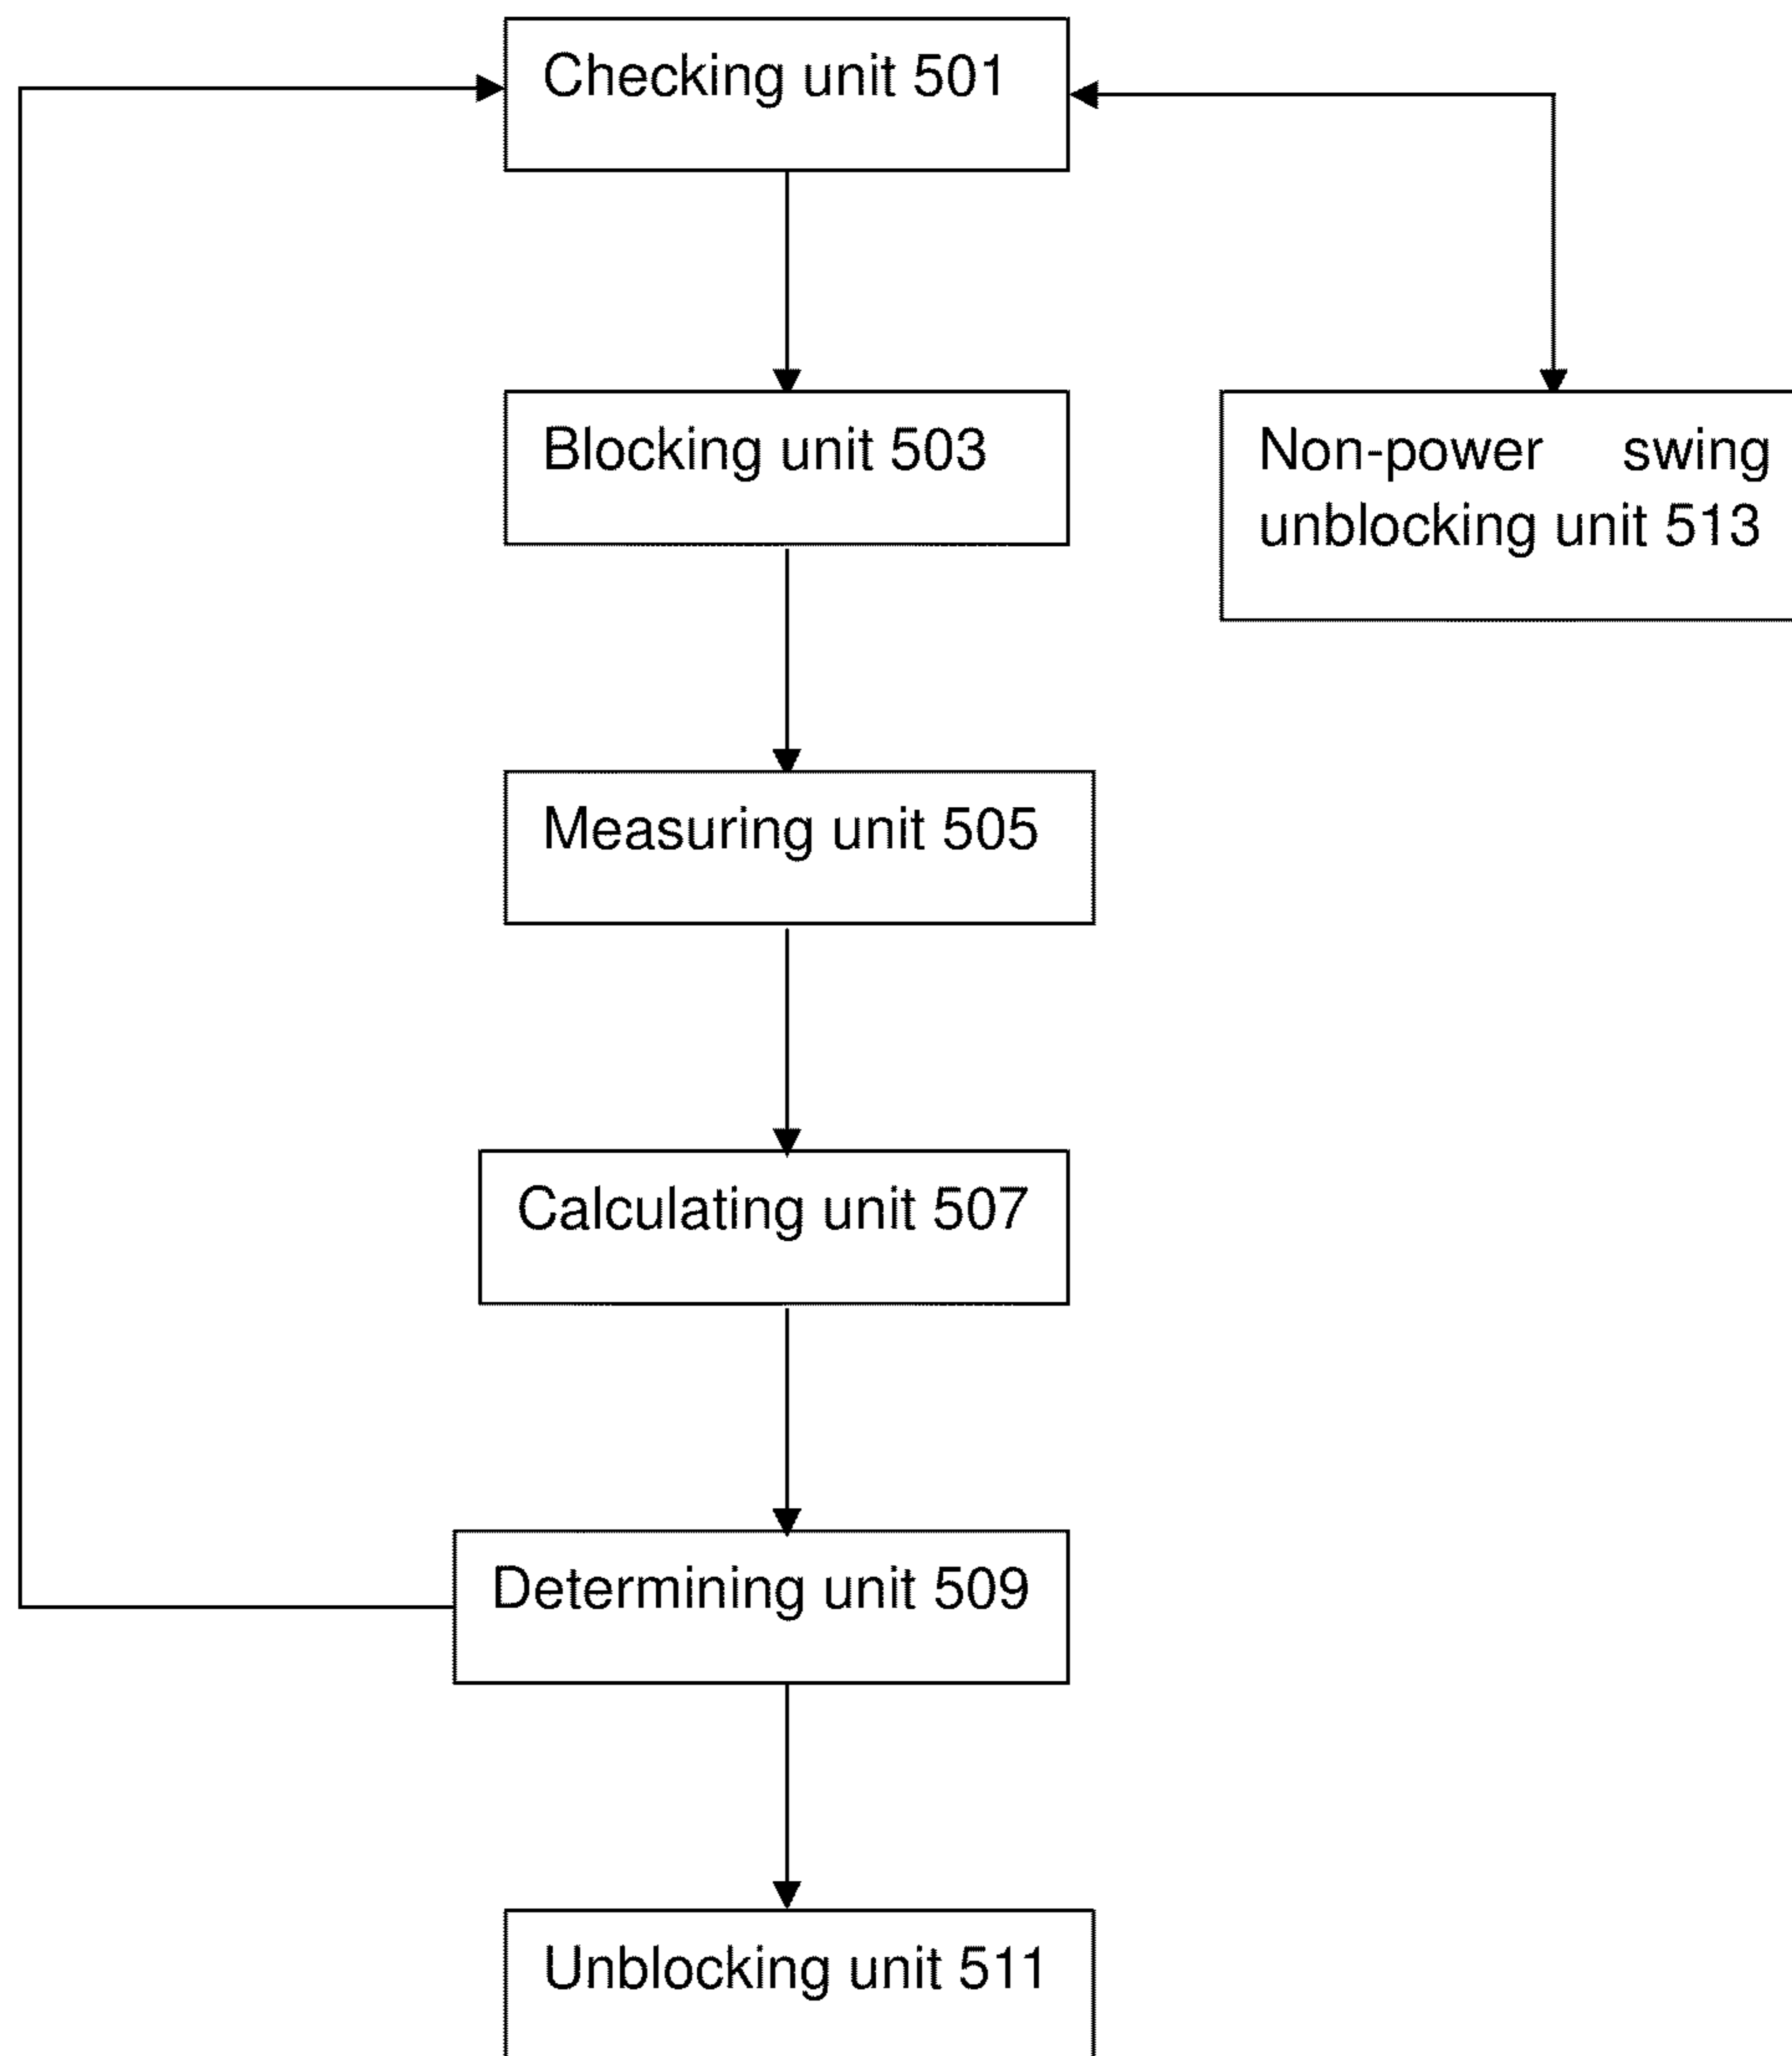 Checking unit 501
Blocking unit 503
Non-power swing
unblocking unit 513
Measuring unit 505
Calculating unit 507
Determining unit 509
Unblocking unit 511